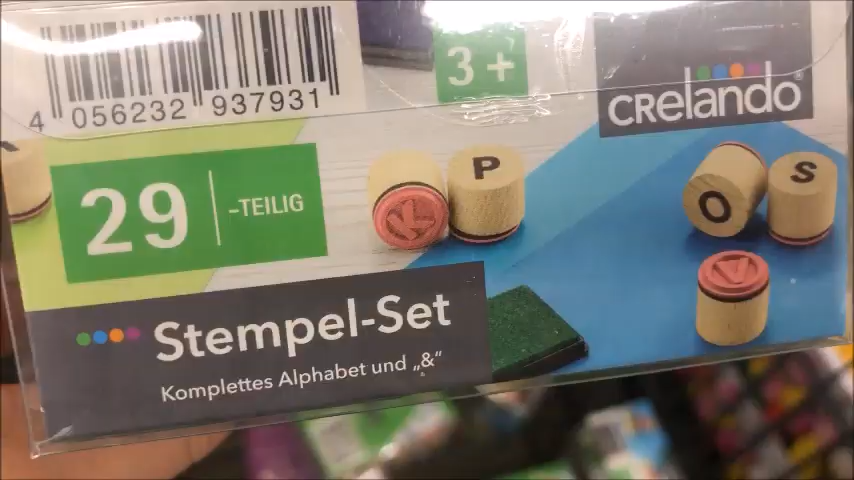 4 056232 937931
3+
CRelando®
29 -TEILIG
P
O
S
Stempel-Set
Komplettes Alphabet und „&“